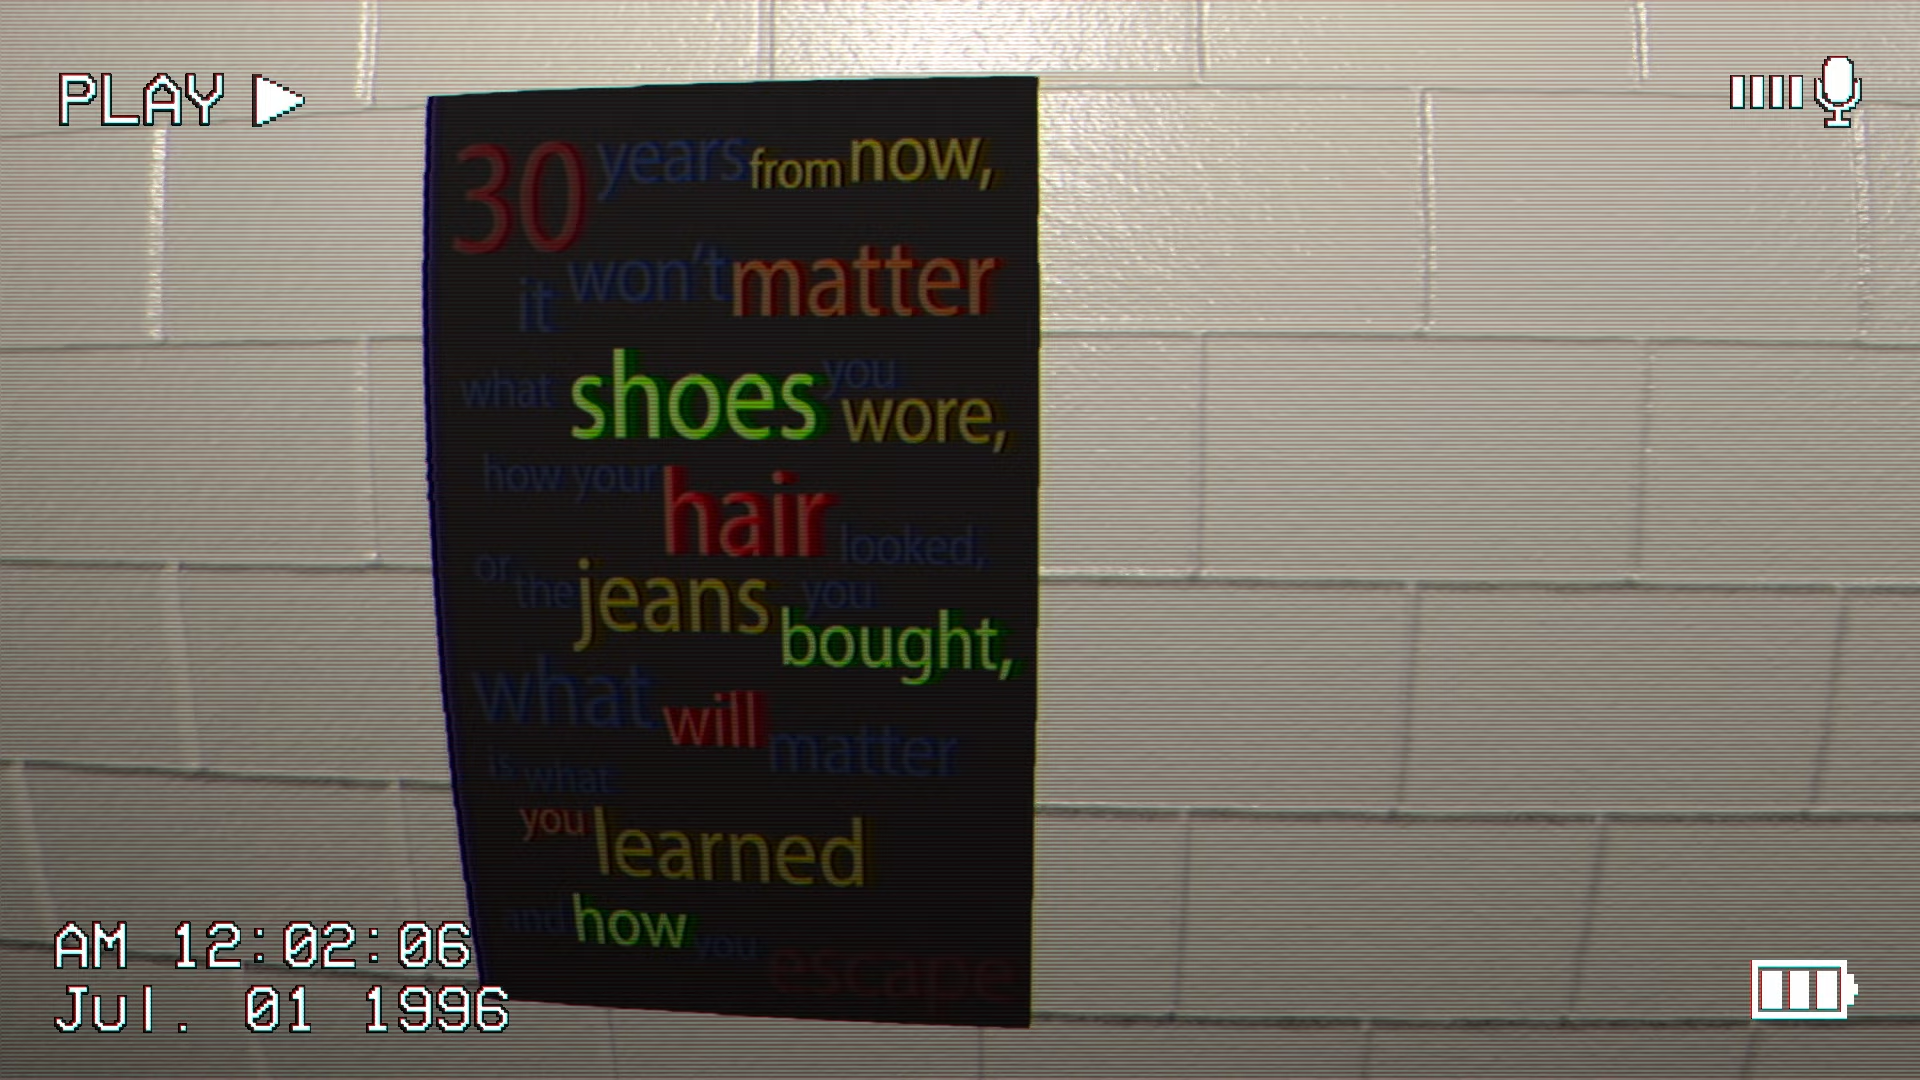 PLAY
30 years from now,
it won't matter
what shoes you wore,
how your hair looked,
or the jeans you bought,
what will matter
is what
you learned
and how you escape
AM 12:02:06
Jul. 01 1996